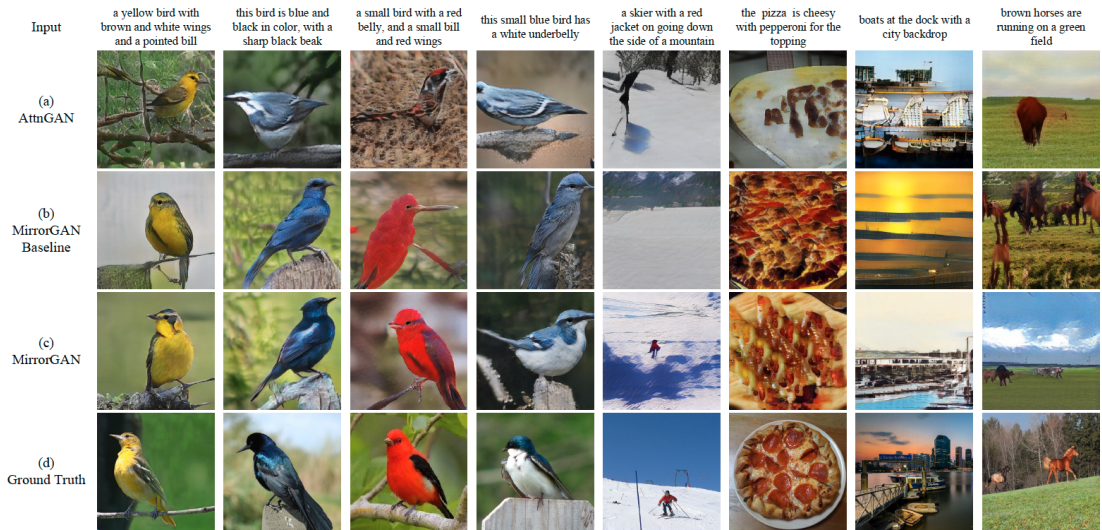 Input
a yellow bird with
brown and white wings
and a pointed bill
this bird is blue and
black in color, with a
sharp black beak
a small bird with a red
belly, and a small bill
and red wings
this small blue bird has
a white underbelly
a skier with a red
jacket on going down
the side of a mountain
the pizza is cheesy
with pepperoni for the
topping
boats at the dock with a
city backdrop
brown horses are
running on a green
field
(a)
AttnGAN
(b)
MirrorGAN
Baseline
(c)
MirrorGAN
(d)
Ground Truth